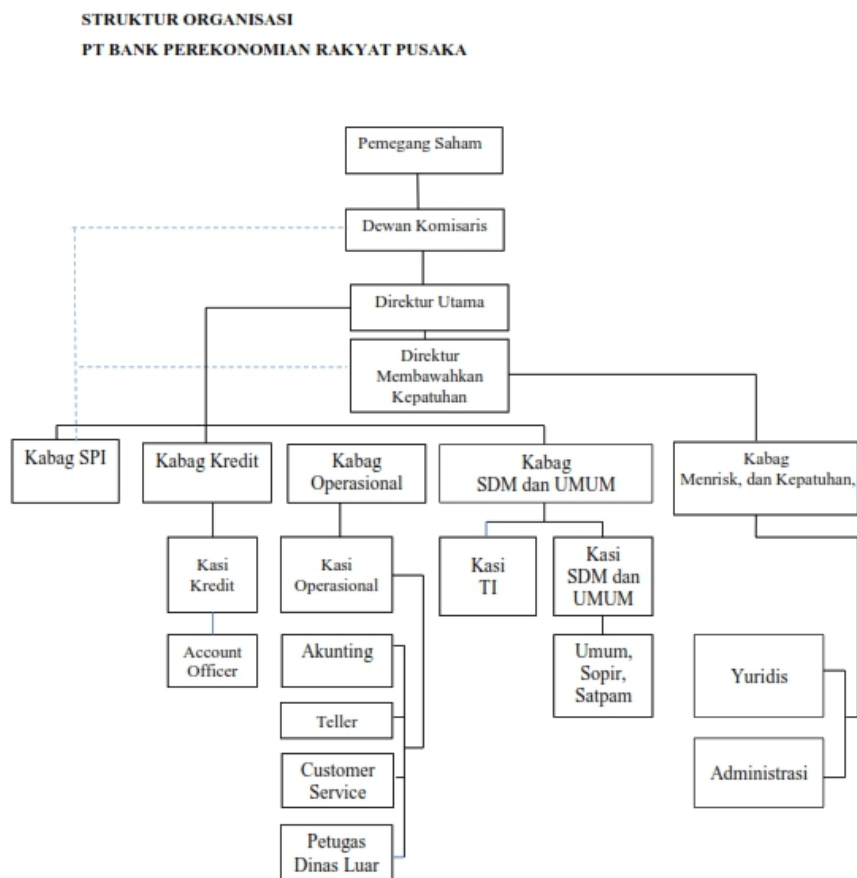 STRUKTUR ORGANISASI
PT BANK PEREKONOMIAN RAKYAT PUSAKA
Pemegang Saham
Dewan Komisaris
Direktur Utama
Direktur
Membawahkan
Kepatuhan
Kabag SPI
Kabag Kredit
Kabag
Operasional
Kabag
SDM dan UMUM
Kabag
Menrisk, dan Kepatuhan,
Kasi
Kredit
Kasi
Operasional
Kasi
TI
Kasi
SDM dan
UMUM
Account
Officer
Akunting
Teller
Customer
Service
Petugas
Dinas Luar
Umum,
Sopir,
Satpam
Yuridis
Administrasi